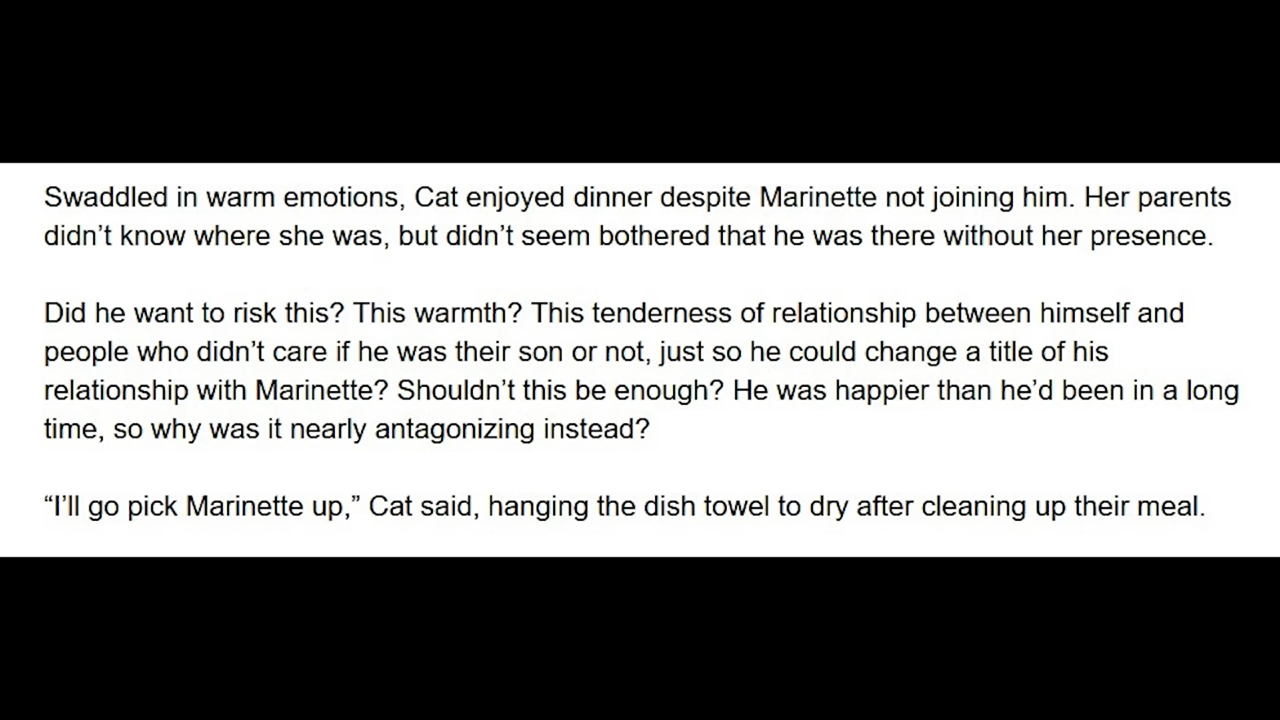 Swaddled in warm emotions, Cat enjoyed dinner despite Marinette not joining him. Her parents
didn’t know where she was, but didn’t seem bothered that he was there without her presence.
Did he want to risk this? This warmth? This tenderness of relationship between himself and
people who didn’t care if he was their son or not, just so he could change a title of his
relationship with Marinette? Shouldn’t this be enough? He was happier than he’d been in a long
time, so why was it nearly antagonizing instead?
“I’ll go pick Marinette up,” Cat said, hanging the dish towel to dry after cleaning up their meal.